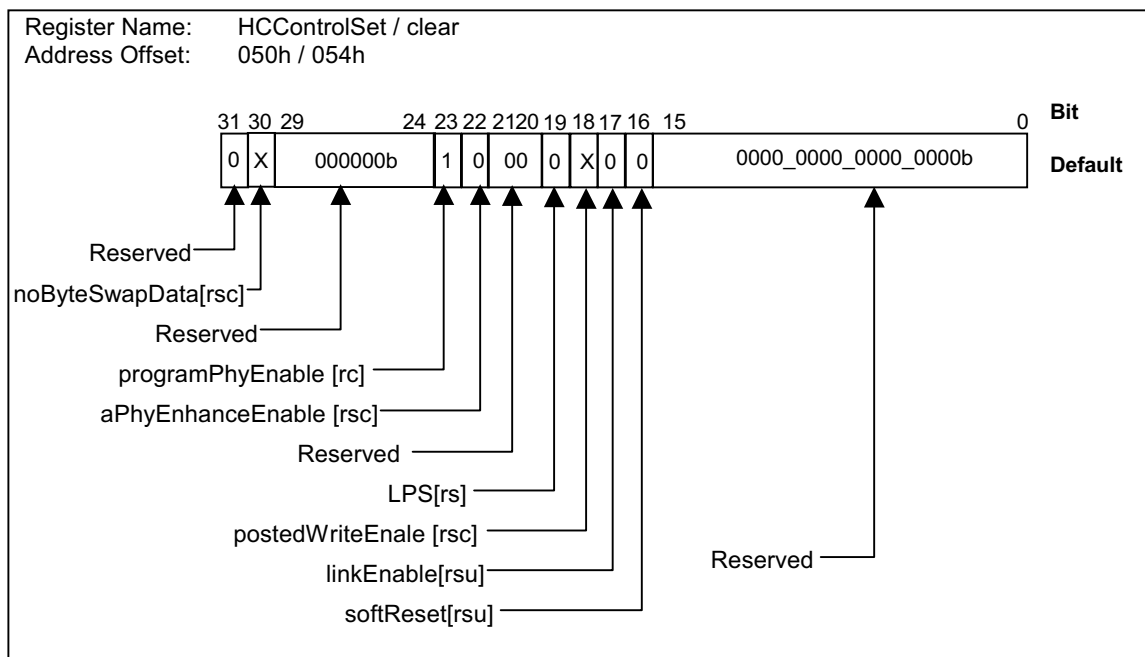 Register Name: HCControlSet / clear
Address Offset: 050h / 054h
31 30 29 24 23 22 2120 19 18 17 16 15 0 Bit
0 X 000000b 1 0 00 0 X 0 0 0000_0000_0000_0000b Default
Reserved
noByteSwapData[rsc]
Reserved
programPhyEnable [rc]
aPhyEnhanceEnable [rsc]
Reserved
LPS[rs]
postedWriteEnale [rsc]
linkEnable[rsu]
Reserved
softReset[rsu]